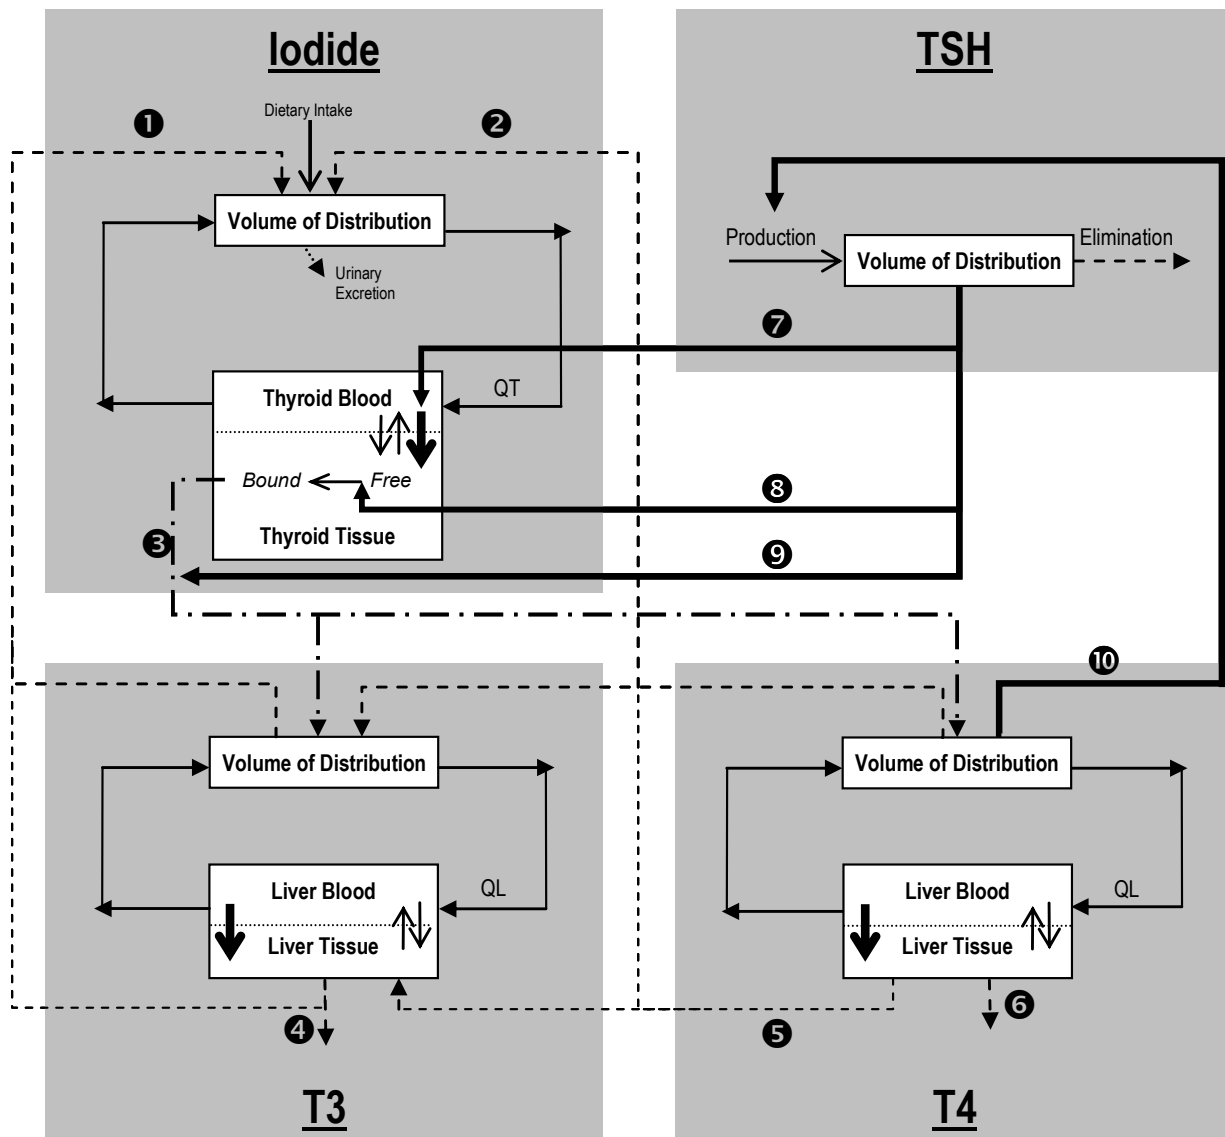 Iodide
TSH
Dietary Intake
❶
❷
Volume of Distribution
Urinary
Excretion
Production
Elimination
Volume of Distribution
❼
Thyroid Blood
QT
Bound
Free
❽
Thyroid Tissue
❸
❾
❿
Volume of Distribution
Volume of Distribution
Liver Blood
QL
Liver Tissue
Liver Blood
QL
Liver Tissue
❹
❺
❻
T3
T4